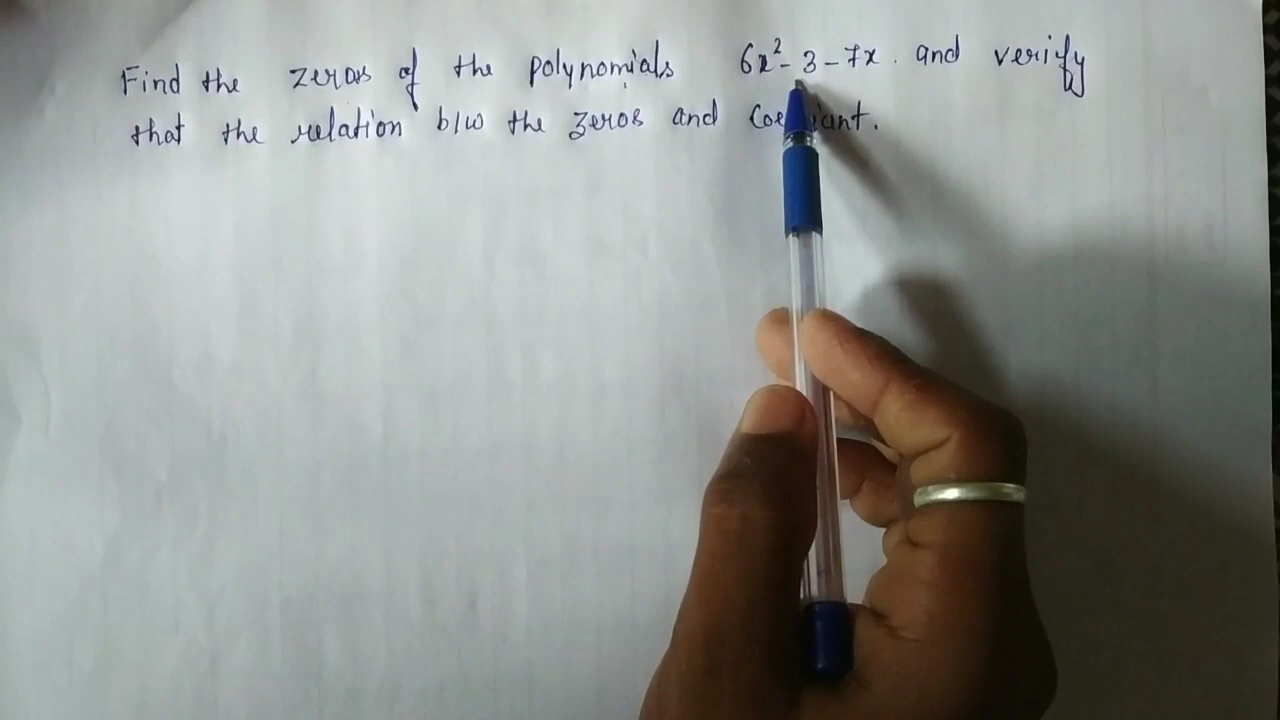 Find the zeros of the polynomials 6x² - 3 - 7x . and verify
that the relation b/w the zeros and